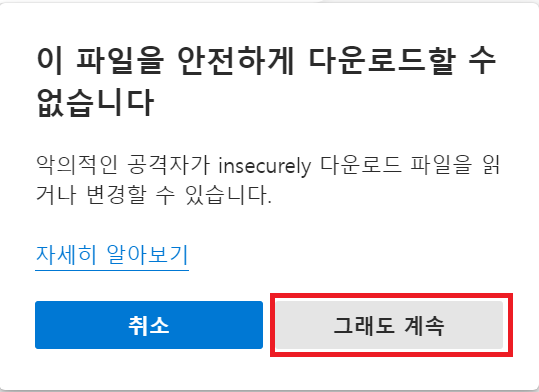 이 파일을 안전하게 다운로드할 수
없습니다
악의적인 공격자가 insecurely 다운로드 파일을 읽
거나 변경할 수 있습니다.
자세히 알아보기
취소
그래도 계속